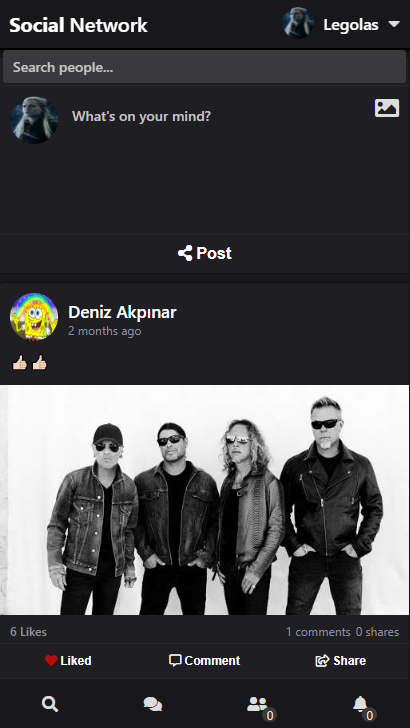 Social Network
Legolas
Search people...
What's on your mind?
Post
Deniz Akpınar
2 months ago
6 Likes
1 comments 0 shares
Liked
Comment
Share
0
0